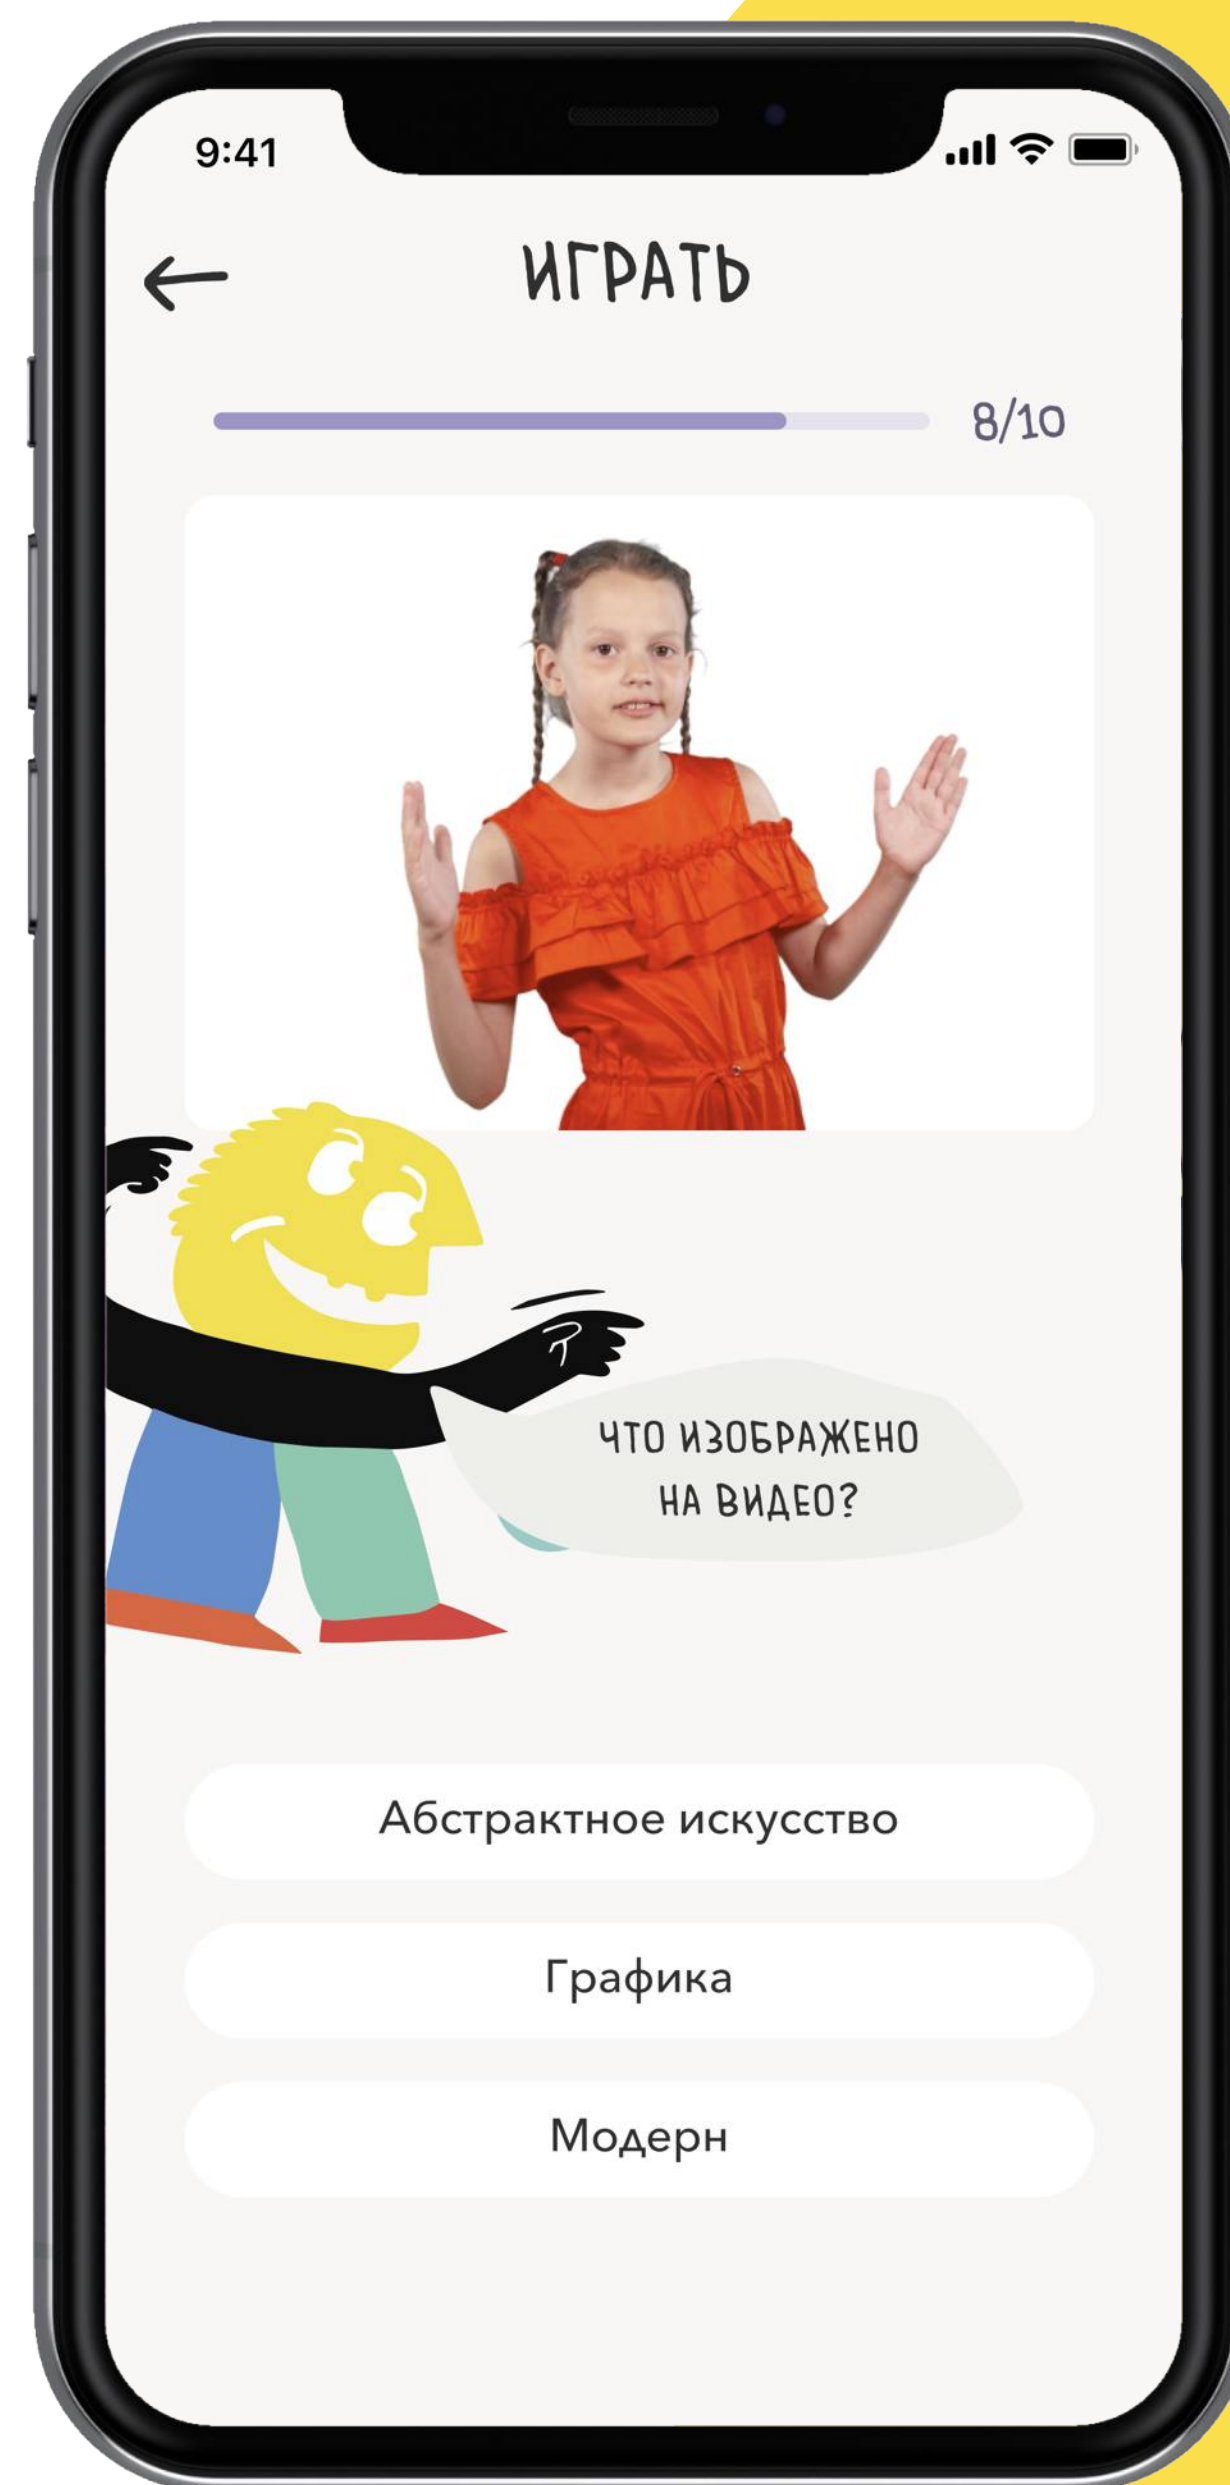 9:41
ИГРАТЬ
8/10
ЧТО ИЗОБРАЖЕНО
НА ВИДЕО?
Абстрактное искусство
Графика
Модерн